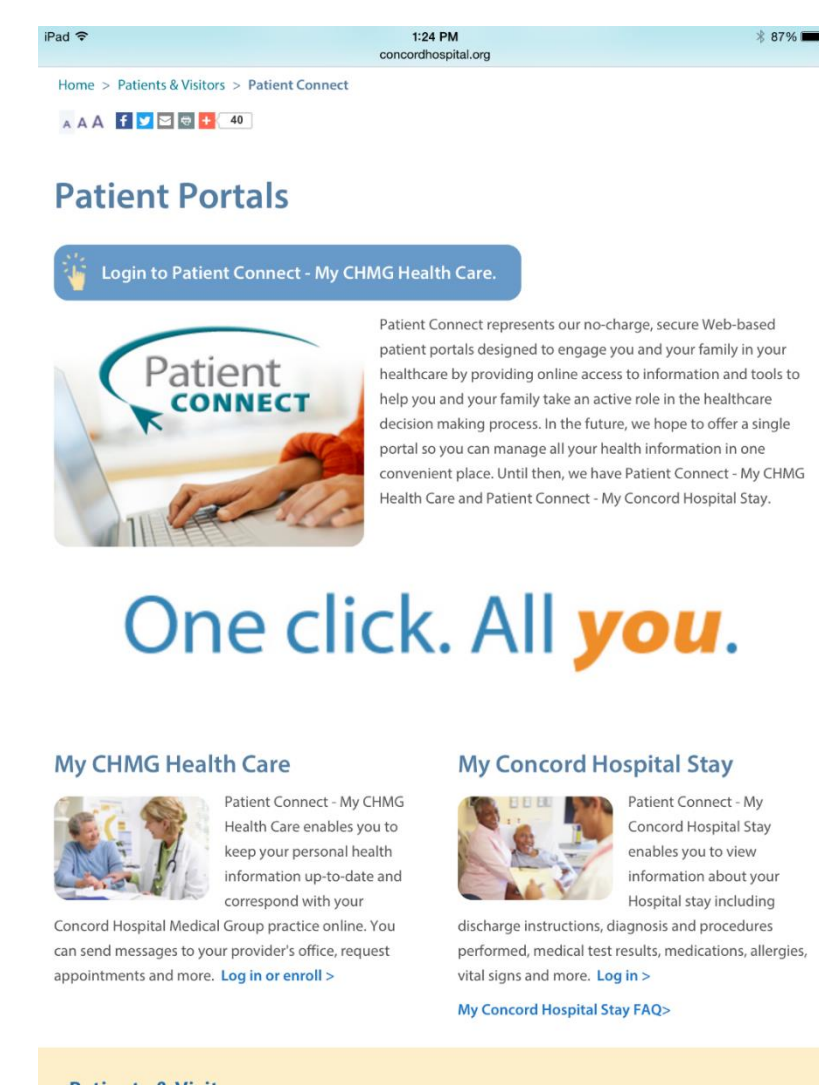 iPad 1:24 PM 87%
concordhospital.org
Home > Patients & Visitors > Patient Connect
A A A f + 40
Patient Portals
Login to Patient Connect - My CHMG Health Care.
Patient
CONNECT
Patient Connect represents our no-charge, secure Web-based
patient portals designed to engage you and your family in your
healthcare by providing online access to information and tools to
help you and your family take an active role in the healthcare
decision making process. In the future, we hope to offer a single
portal so you can manage all your health information in one
convenient place. Until then, we have Patient Connect - My CHMG
Health Care and Patient Connect - My Concord Hospital Stay.
One click. All you.
My CHMG Health Care
Patient Connect - My CHMG
Health Care enables you to
keep your personal health
information up-to-date and
correspond with your
Concord Hospital Medical Group practice online. You
can send messages to your provider's office, request
appointments and more. Log in or enroll >
My Concord Hospital Stay
Patient Connect - My
Concord Hospital Stay
enables you to view
information about your
Hospital stay including
discharge instructions, diagnosis and procedures
performed, medical test results, medications, allergies,
vital signs and more. Log in >
My Concord Hospital Stay FAQ>